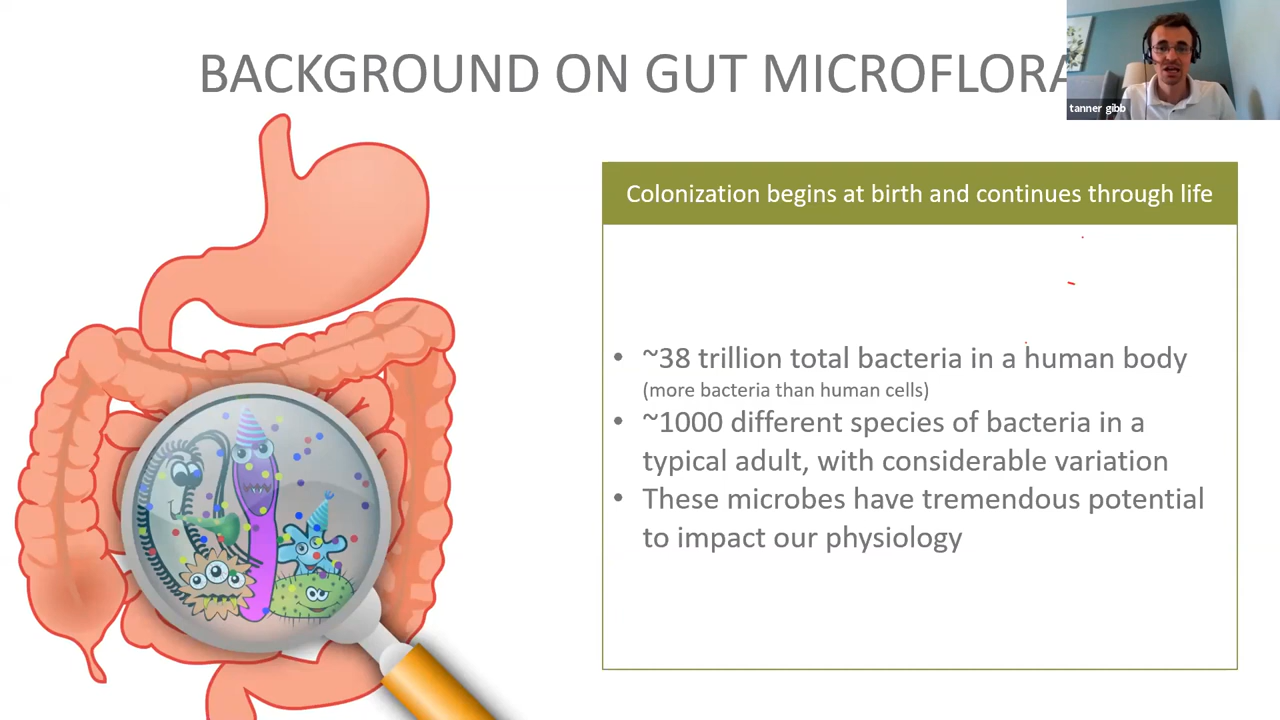 BACKGROUND ON GUT MICROFLORA
tanner gibb
Colonization begins at birth and continues through life
• ~38 trillion total bacteria in a human body
(more bacteria than human cells)
• ~1000 different species of bacteria in a
typical adult, with considerable variation
• These microbes have tremendous potential
to impact our physiology